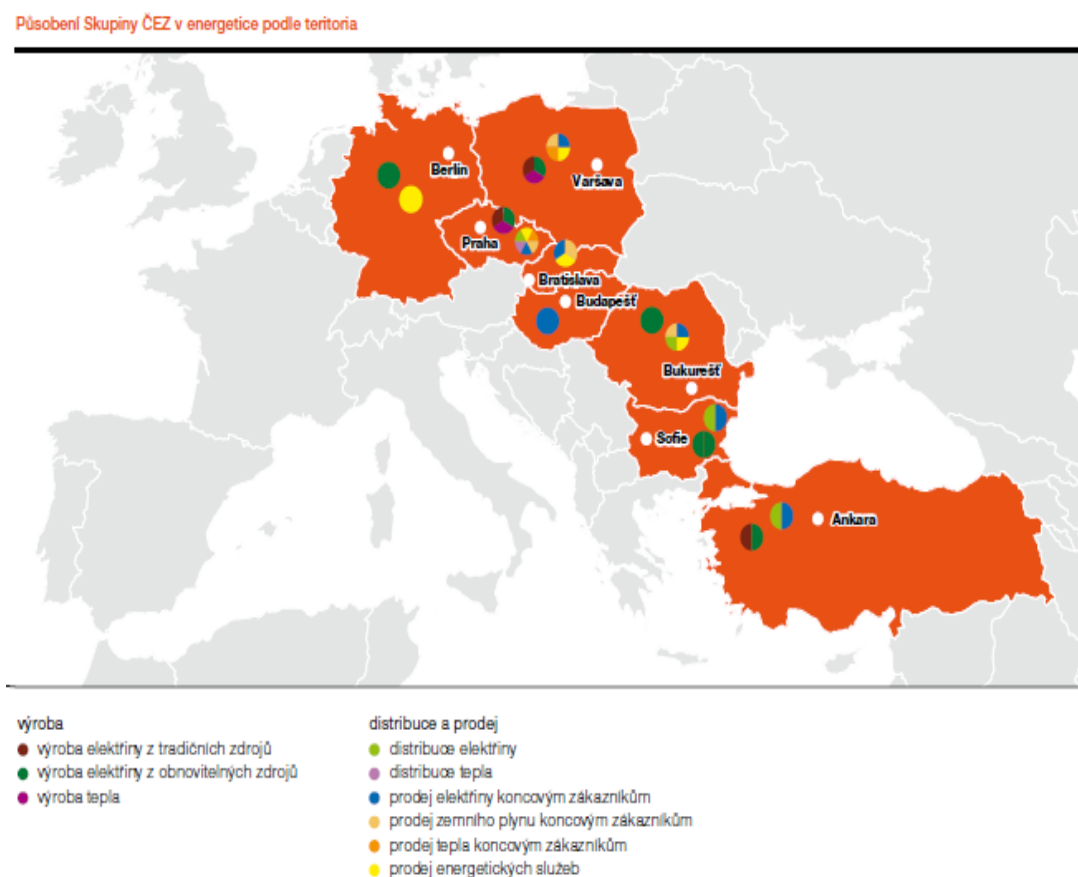 Působení Skupiny ČEZ v energetice podle teritoria
Berlín
Varšava
Praha
Bratislava
Budapešť
Bukurešť
Sofie
Ankara
výroba
výroba elektřiny z tradičních zdrojů
výroba elektřiny z obnovitelných zdrojů
výroba tepla
distribuce a prodej
distribuce elektřiny
distribuce tepla
prodej elektřiny koncovým zákazníkům
prodej zemního plynu koncovým zákazníkům
prodej tepla koncovým zákazníkům
prodej energetických služeb